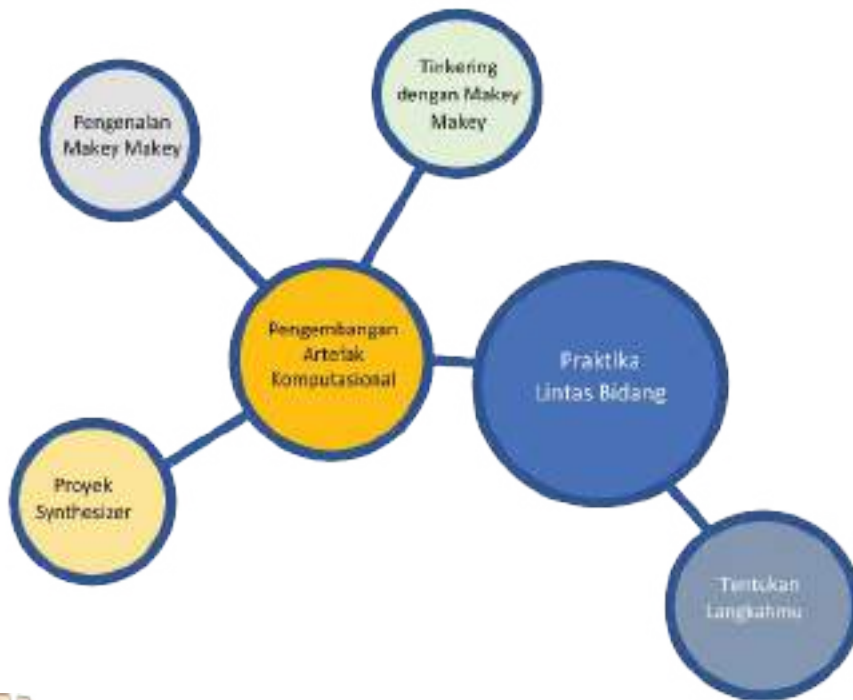 Tinkering
dengan Makey
Makey
Pengenalan
Makey Makey
Pengembangan
Artefak
Komputasional
Praktika
Lintas Bidang
Proyek
Synthesizer
Tentukan
Langkahmu